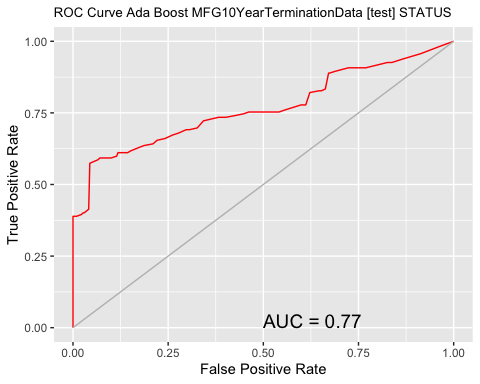 ROC Curve Ada Boost MFG10YearTerminationData [test] STATUS
True Positive Rate
1.00
0.75
0.50
0.25
0.00
AUC = 0.77
0.00 0.25 0.50 0.75 1.00
False Positive Rate